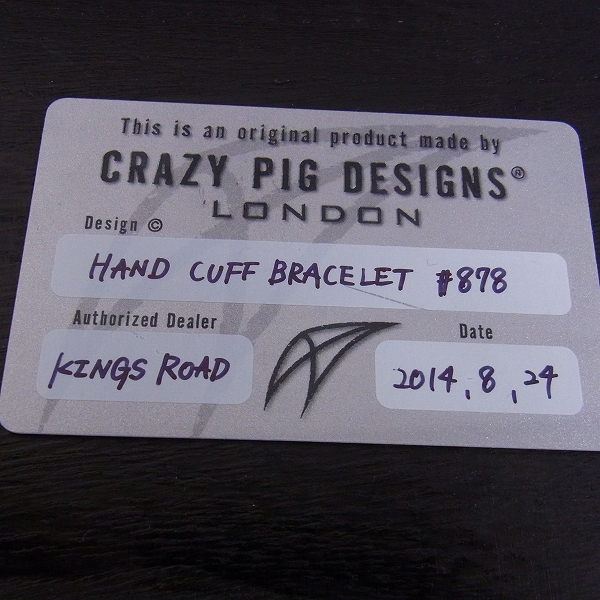 This is an original product made by
CRAZY PIG DESIGNS®
LONDON
Design ©
HAND CUFF BRACELET #878
Authorized Dealer
KINGS ROAD
Date
2014.8.24